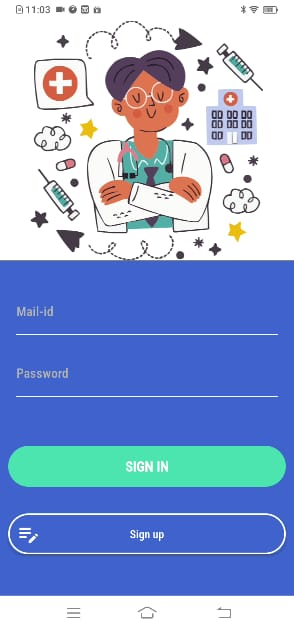 11:03
Mail-id
Password
SIGN IN
Sign up